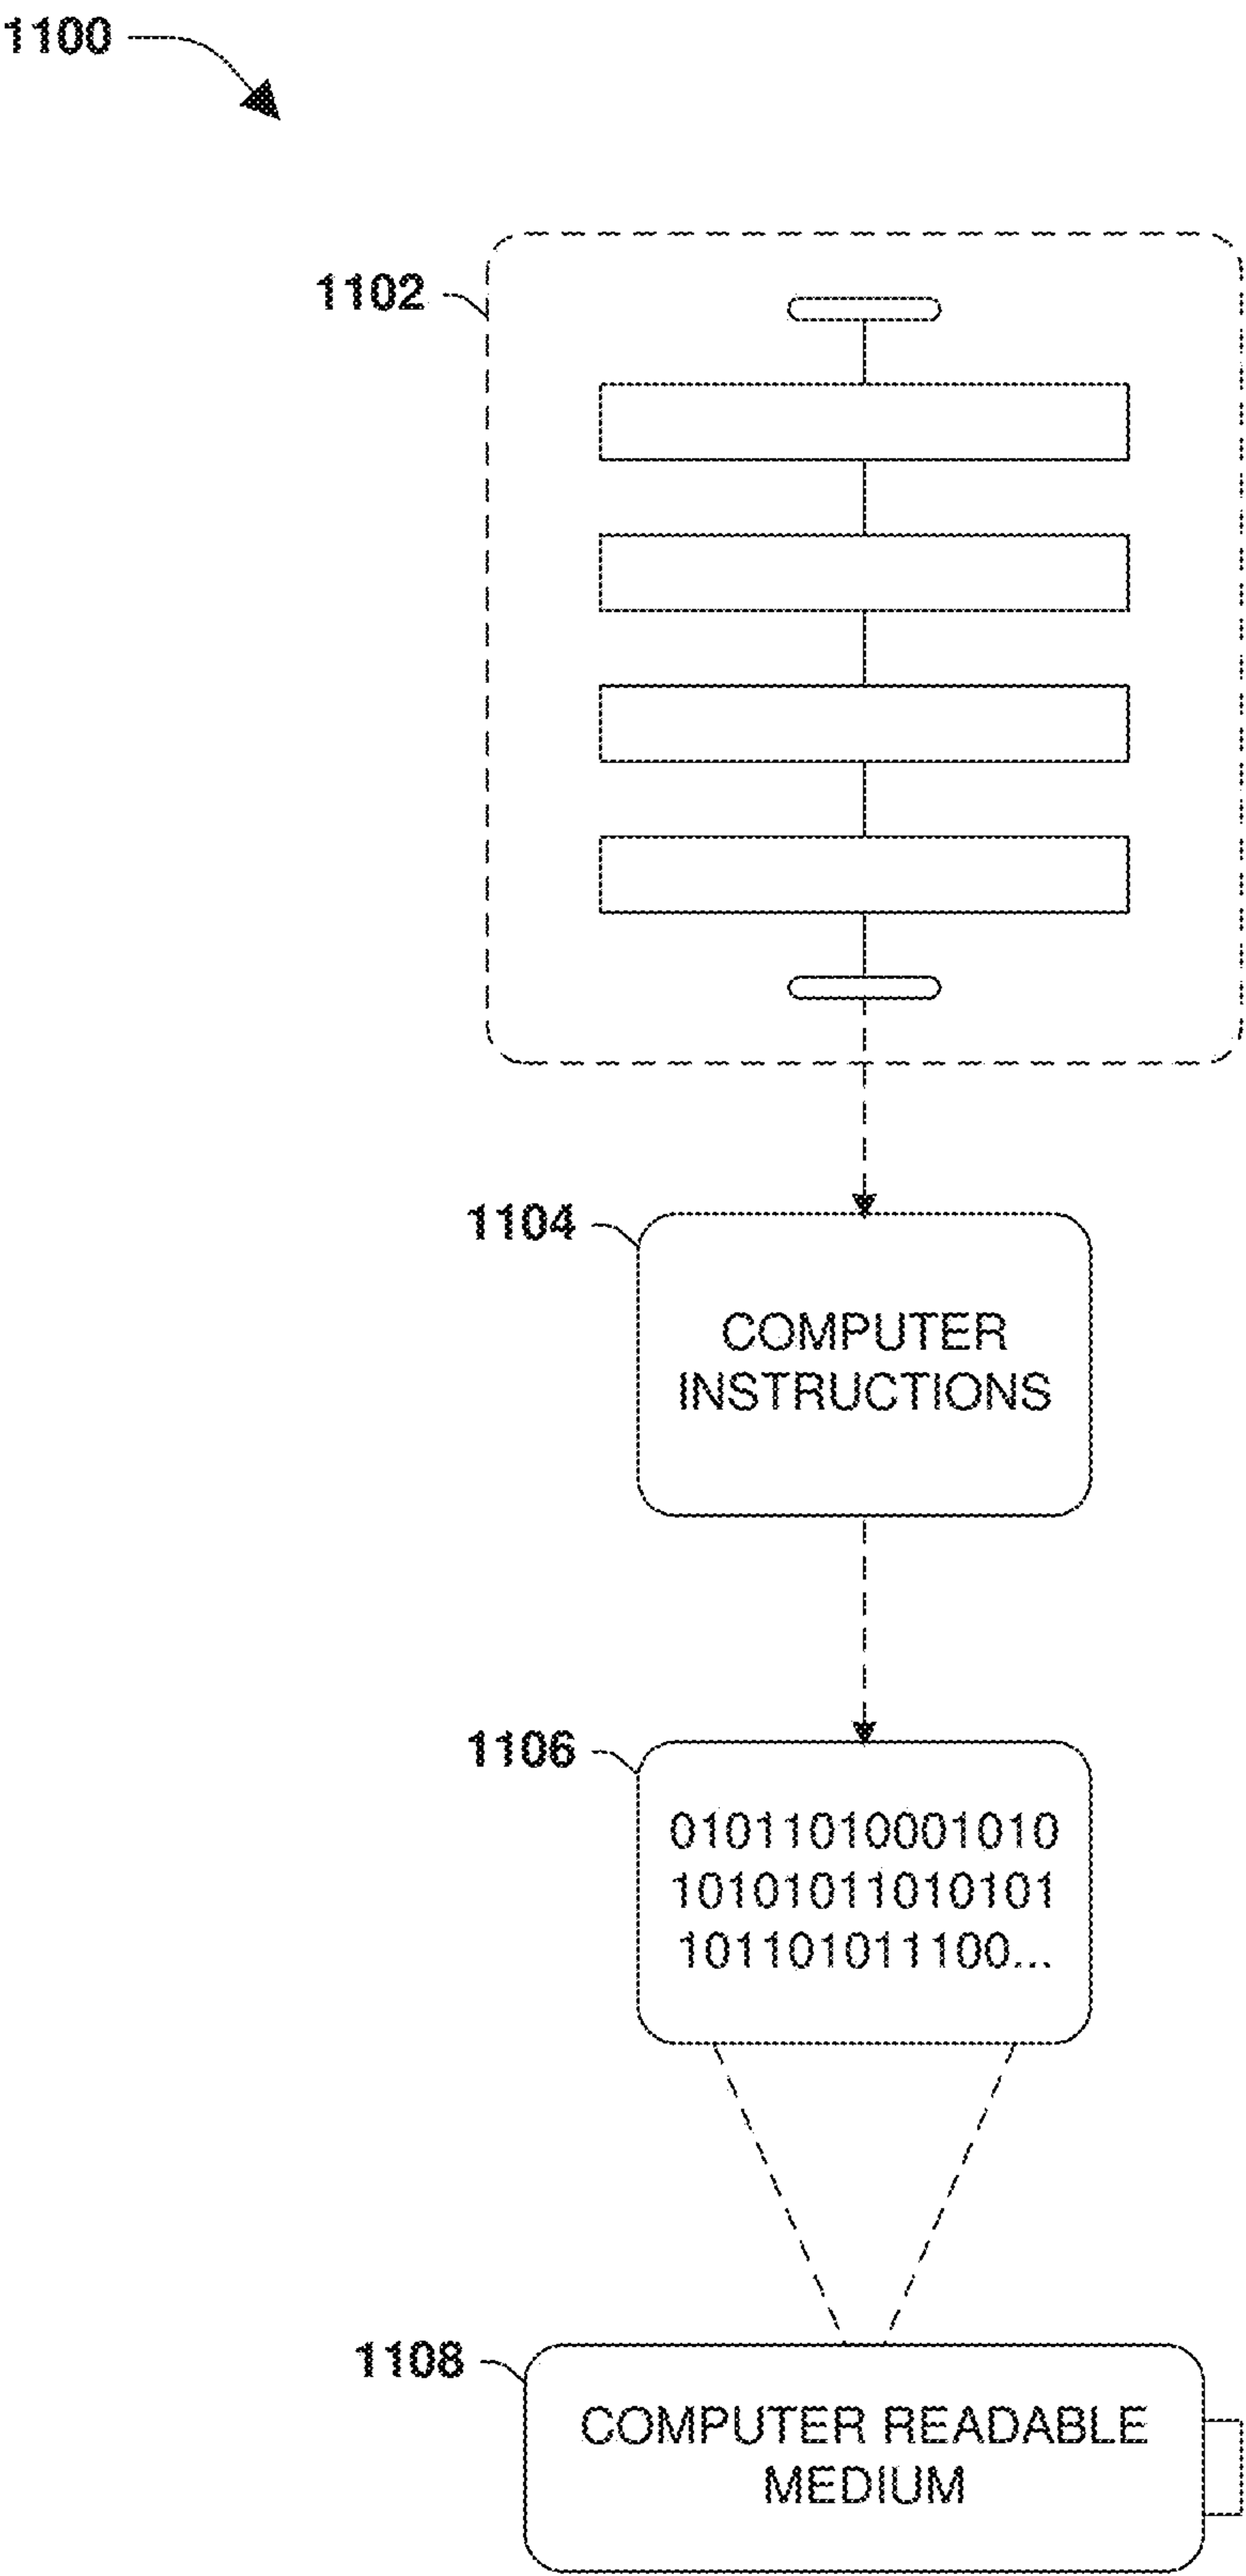 1100
1102
1104
COMPUTER
INSTRUCTIONS
1106
01011010001010
10101011010101
101101011100...
1108
COMPUTER READABLE
MEDIUM